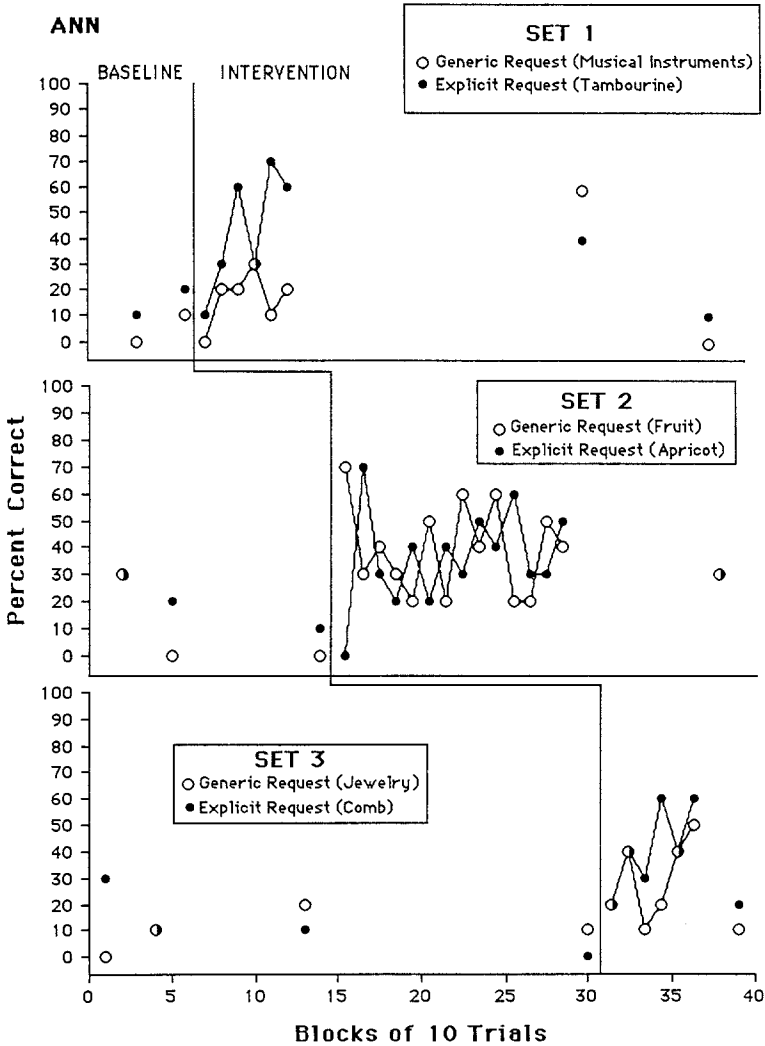 ANN
SET 1
Generic Request (Musical Instruments)
Explicit Request (Tambourine)
BASELINE
INTERVENTION
100
90
80
70
60
50
40
30
20
10
0
SET 2
Generic Request (Fruit)
Explicit Request (Apricot)
100
90
80
70
60
50
40
30
20
10
0
Percent Correct
SET 3
Generic Request (Jewelry)
Explicit Request (Comb)
100
90
80
70
60
50
40
30
20
10
0
0 5 10 15 20 25 30 35 40
Blocks of 10 Trials